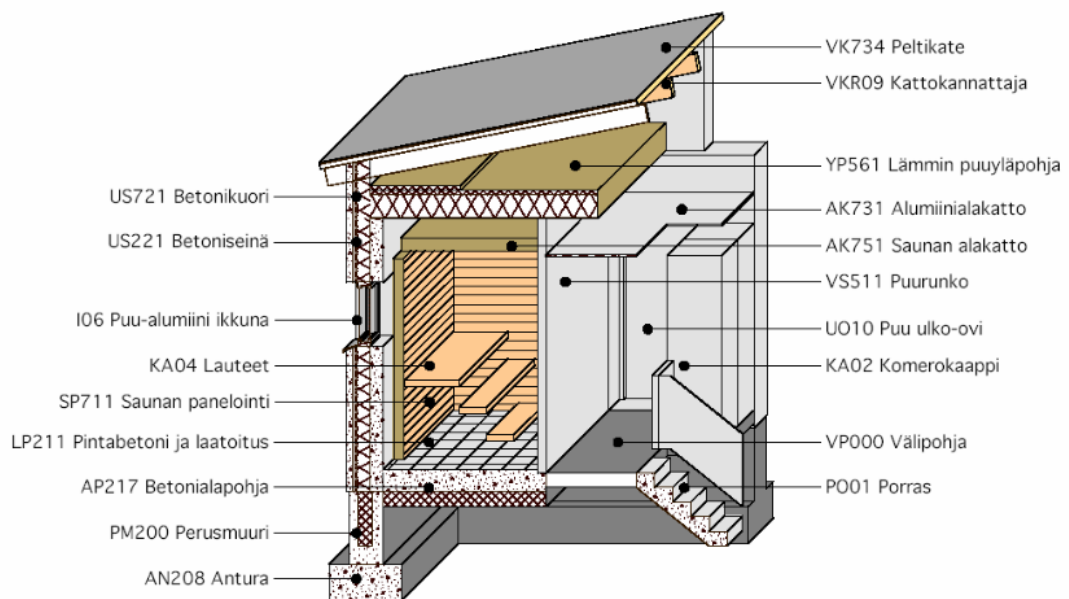 VK734 Peltikate
VKR09 Kattokannattaja
YP561 Lämmin puuyläpohja
US721 Betonikuori
AK731 Alumiinialakatto
US221 Betoniseinä
AK751 Saunan alakatto
VS511 Puurunko
I06 Puu-alumiini ikkuna
UO10 Puu ulko-ovi
KA04 Lauteet
KA02 Komerokaappi
SP711 Saunan panelointi
LP211 Pintabetoni ja laatoitus
VP000 Välipohja
AP217 Betonialapohja
PO01 Porras
PM200 Perusmuuri
AN208 Antura